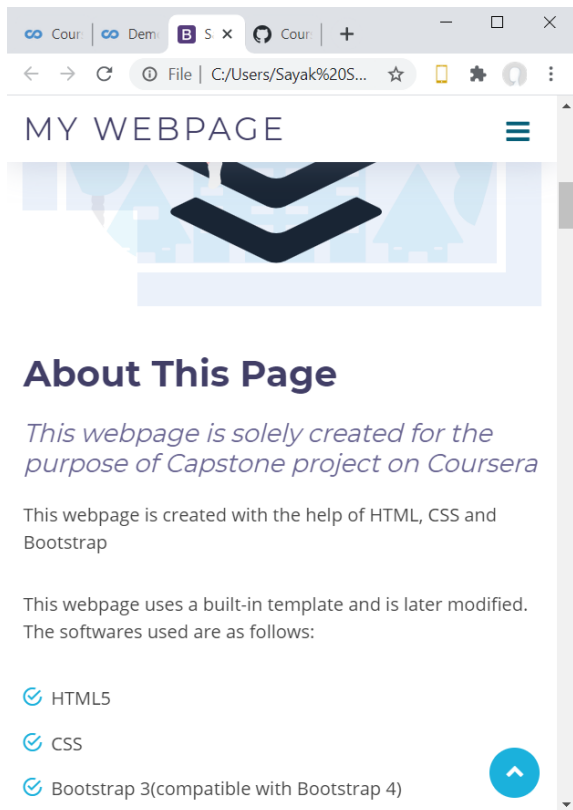 Cour
Dem
B
S
Cour
File
C:/Users/Sayak%20S...
MY WEBPAGE
About This Page
This webpage is solely created for the
purpose of Capstone project on Coursera
This webpage is created with the help of HTML, CSS and
Bootstrap
This webpage uses a built-in template and is later modified.
The softwares used are as follows:
HTML5
CSS
Bootstrap 3(compatible with Bootstrap 4)